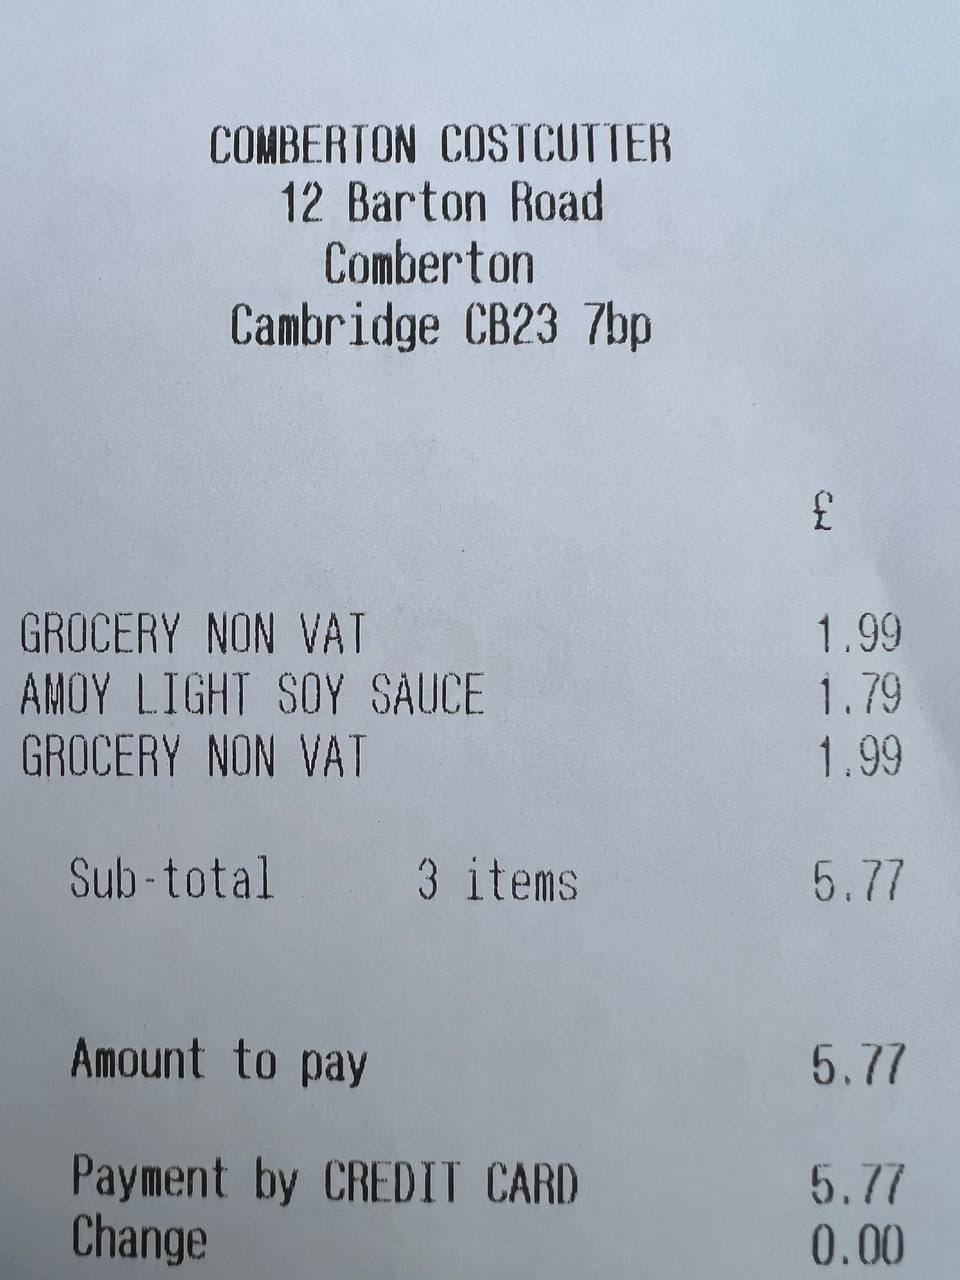 COMBERTON COSTCUTTER
12 Barton Road
Comberton
Cambridge CB23 7bp
£
GROCERY NON VAT 1.99
AMOY LIGHT SOY SAUCE 1.79
GROCERY NON VAT 1.99
Sub-total 3 items 5.77
Amount to pay 5.77
Payment by CREDIT CARD 5.77
Change 0.00